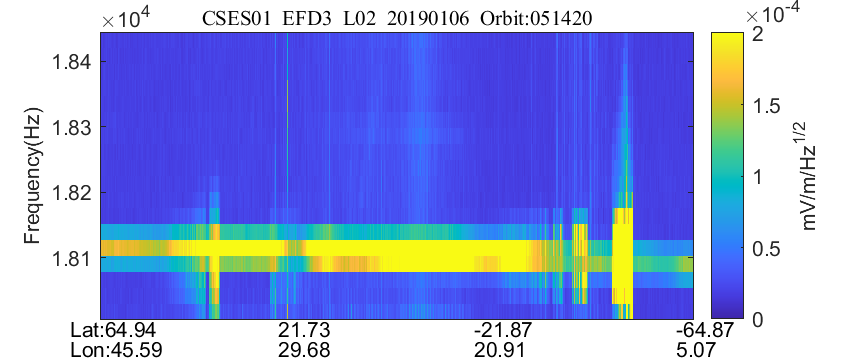 ×10⁴
CSES01 EFD3 L02 20190106 Orbit:051420
×10⁻⁴
1.84
1.83
1.82
1.81
Frequency(Hz)
2
1.5
1
0.5
0
mV/m/Hz^1/2
Lat:64.94 21.73 -21.87 -64.87
Lon:45.59 29.68 20.91 5.07